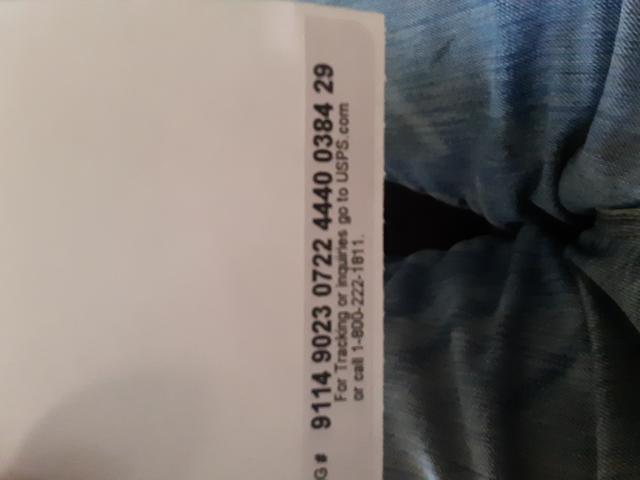 G# 9114 9023 0722 4440 0384 29
For Tracking or inquiries go to USPS.com
or call 1-800-222-1811.